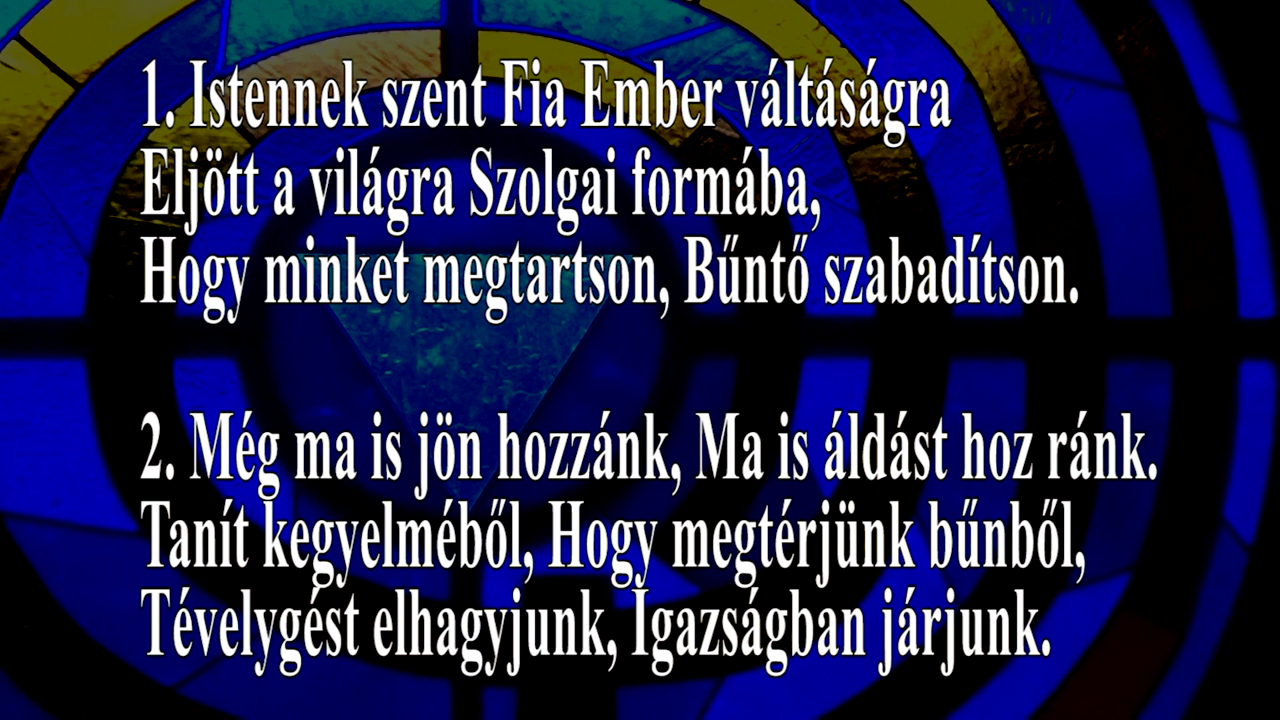 1. Istennek szent Fia Ember váltáságra
Eljött a világra Szolgai formába,
Hogy minket megtartson, Bűntő szabadítson.
2. Még ma is jön hozzánk, Ma is áldást hoz ránk.
Tanít kegyelméből, Hogy megtérjünk bűnből,
Tévelygést elhagyjunk, Igazságban járjunk.